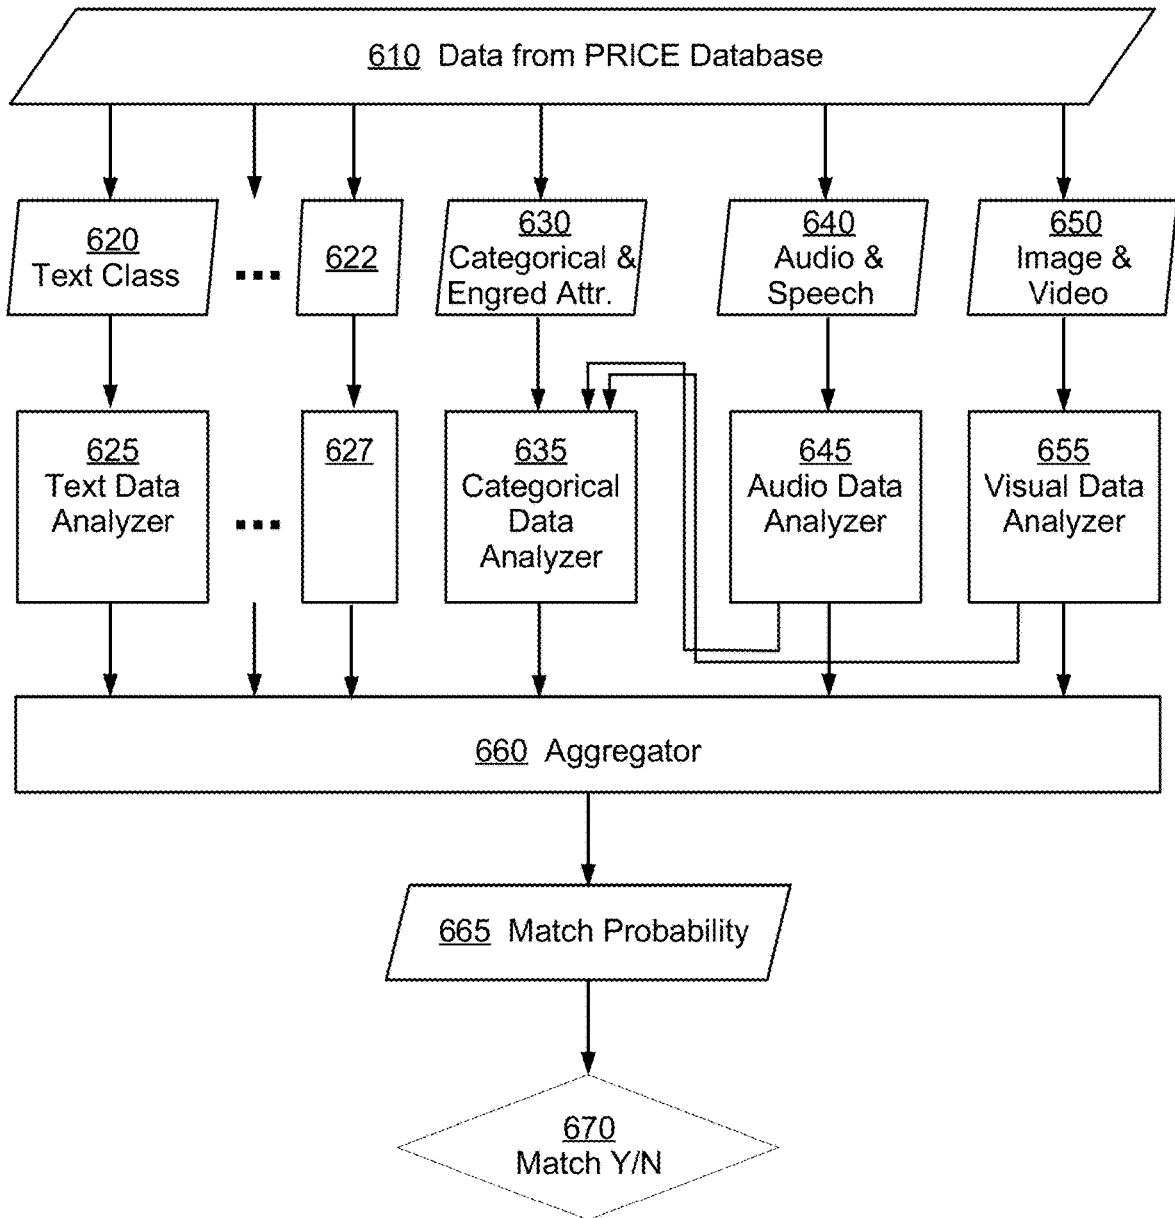 610 Data from PRICE Database
620
Text Class
622
630
Categorical &
Engred Attr.
640
Audio &
Speech
650
Image &
Video
625
Text Data
Analyzer
627
635
Categorical
Data
Analyzer
645
Audio Data
Analyzer
655
Visual Data
Analyzer
660 Aggregator
665 Match Probability
670
Match Y/N